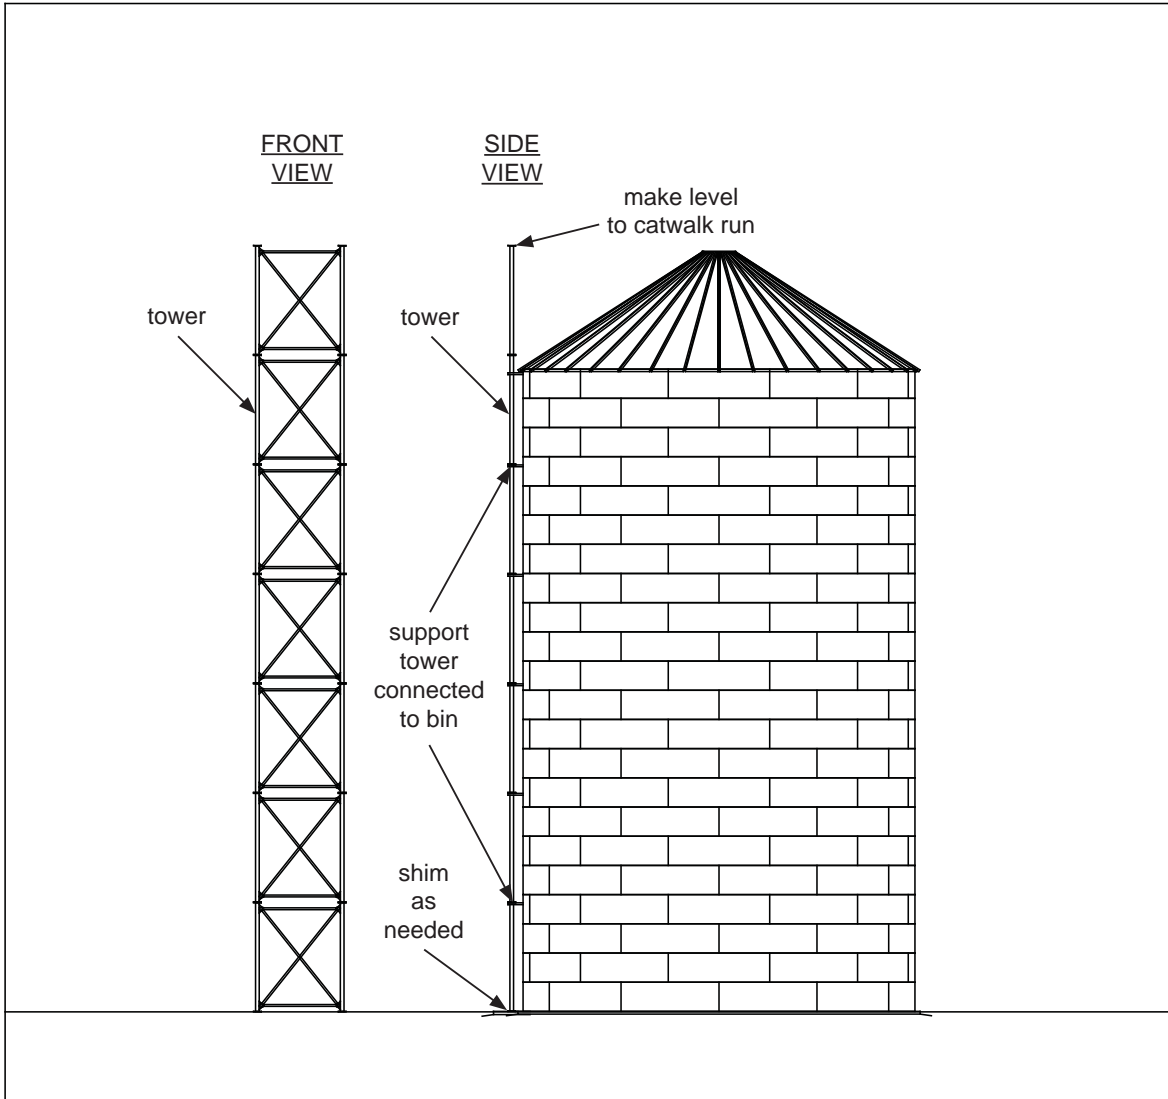 FRONT
VIEW
SIDE
VIEW
make level
to catwalk run
tower
tower
support
tower
connected
to bin
shim
as
needed